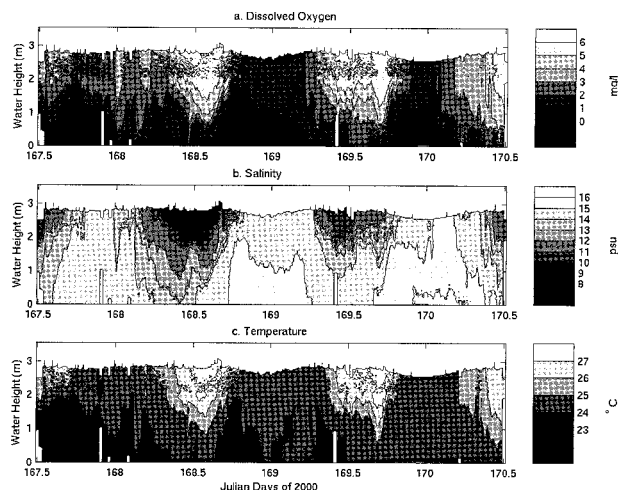 a. Dissolved Oxygen
Water Height (m)
3
2
1
0
167.5 168 168.5 169 169.5 170 170.5
6
5
4
3
2
1
0
mg/l
b. Salinity
Water Height (m)
3
2
1
0
167.5 168 168.5 169 169.5 170 170.5
16
15
14
13
12
11
10
9
8
psu
c. Temperature
Water Height (m)
3
2
1
0
167.5 168 168.5 169 169.5 170 170.5
27
26
25
24
23
° C
Julian Days of 2000